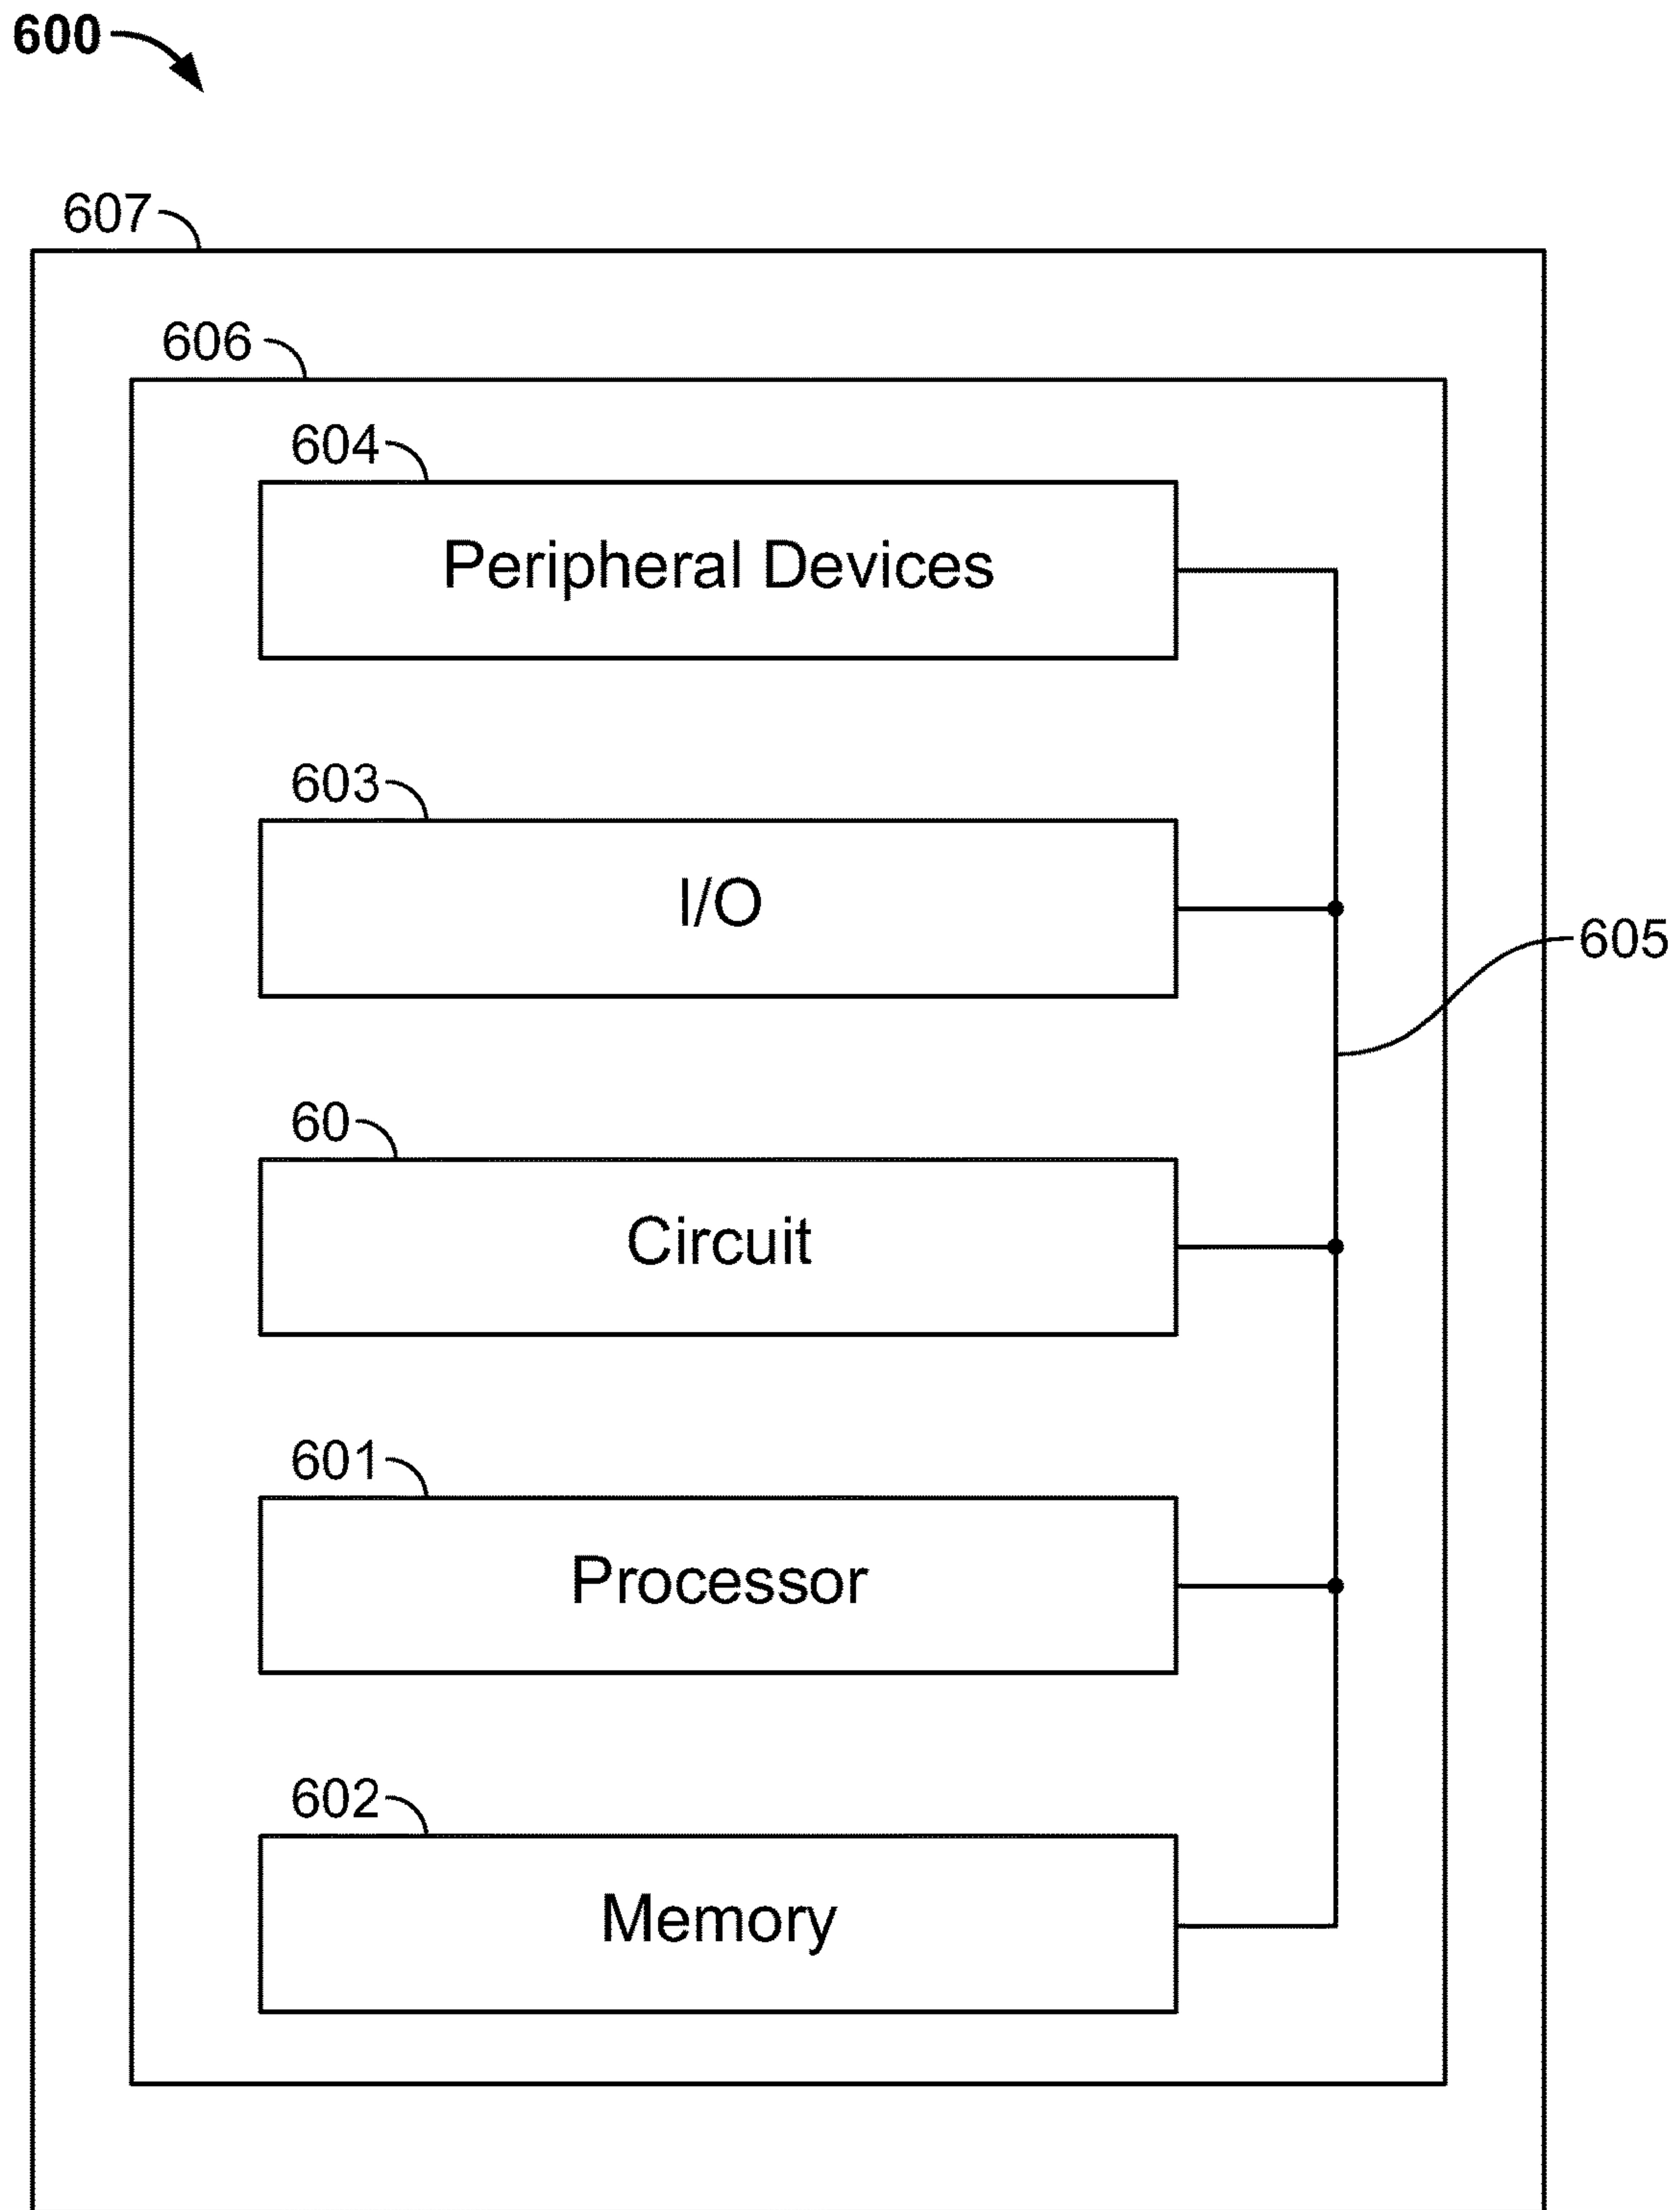 600
607
606
604
Peripheral Devices
603
I/O
605
60
Circuit
601
Processor
602
Memory